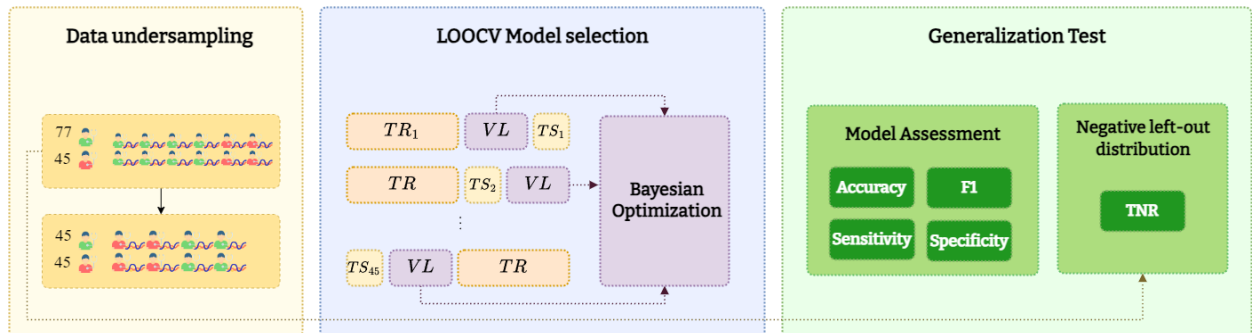 Data undersampling
77
45
45
45
LOOCV Model selection
TR1 VL TS1
TR TS2 VL
⋮
TS45 VL TR
Bayesian
Optimization
Generalization Test
Model Assessment
Accuracy F1
Sensitivity Specificity
Negative left-out
distribution
TNR